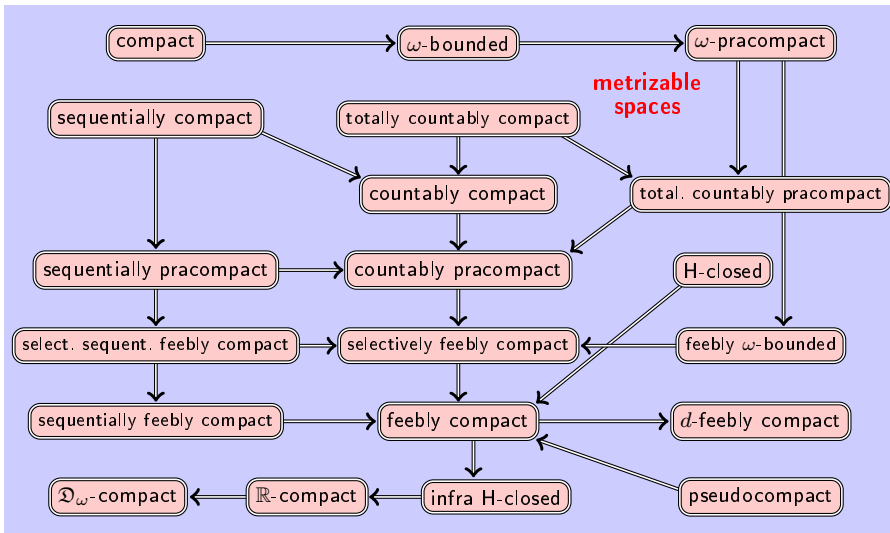 compact
ω-bounded
ω-pracompact
metrizable
spaces
sequentially compact
totally countably compact
countably compact
total. countably pracompact
sequentially pracompact
countably pracompact
H-closed
select. sequent. feebly compact
selectively feebly compact
feebly ω-bounded
sequentially feebly compact
feebly compact
d-feebly compact
𝔇ω-compact
ℝ-compact
infra H-closed
pseudocompact